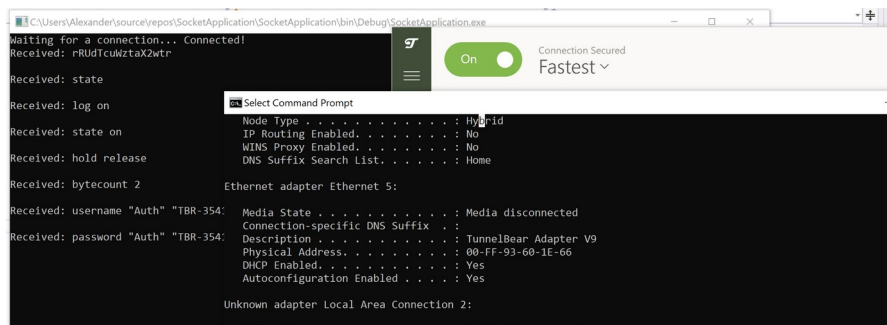 C:\Users\Alexander\source\repos\SocketApplication\SocketApplication\bin\Debug\SocketApplication.exe
Waiting for a connection... Connected!
Received: rRUdTcuWztaX2wtr
Received: state
Received: log on
Received: state on
Received: hold release
Received: bytecount 2
Received: username "Auth" "TBR-3541
Received: password "Auth" "TBR-3541
On
Connection Secured
Fastest
Select Command Prompt
Node Type . . . . . . . . . . . . : Hybrid
IP Routing Enabled. . . . . . . . : No
WINS Proxy Enabled. . . . . . . . : No
DNS Suffix Search List. . . . . . : Home
Ethernet adapter Ethernet 5:
Media State . . . . . . . . . . . : Media disconnected
Connection-specific DNS Suffix  . :
Description . . . . . . . . . . . : TunnelBear Adapter V9
Physical Address. . . . . . . . . : 00-FF-93-60-1E-66
DHCP Enabled. . . . . . . . . . . : Yes
Autoconfiguration Enabled . . . . : Yes
Unknown adapter Local Area Connection 2: